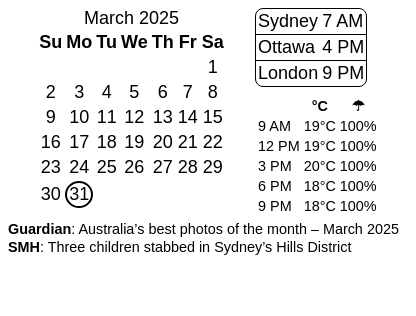 March 2025
Su Mo Tu We Th Fr Sa
1
2 3 4 5 6 7 8
9 10 11 12 13 14 15
16 17 18 19 20 21 22
23 24 25 26 27 28 29
30 31
Sydney 7 AM
Ottawa 4 PM
London 9 PM
°C ☂
9 AM 19°C 100%
12 PM 19°C 100%
3 PM 20°C 100%
6 PM 18°C 100%
9 PM 18°C 100%
Guardian: Australia’s best photos of the month – March 2025
SMH: Three children stabbed in Sydney’s Hills District